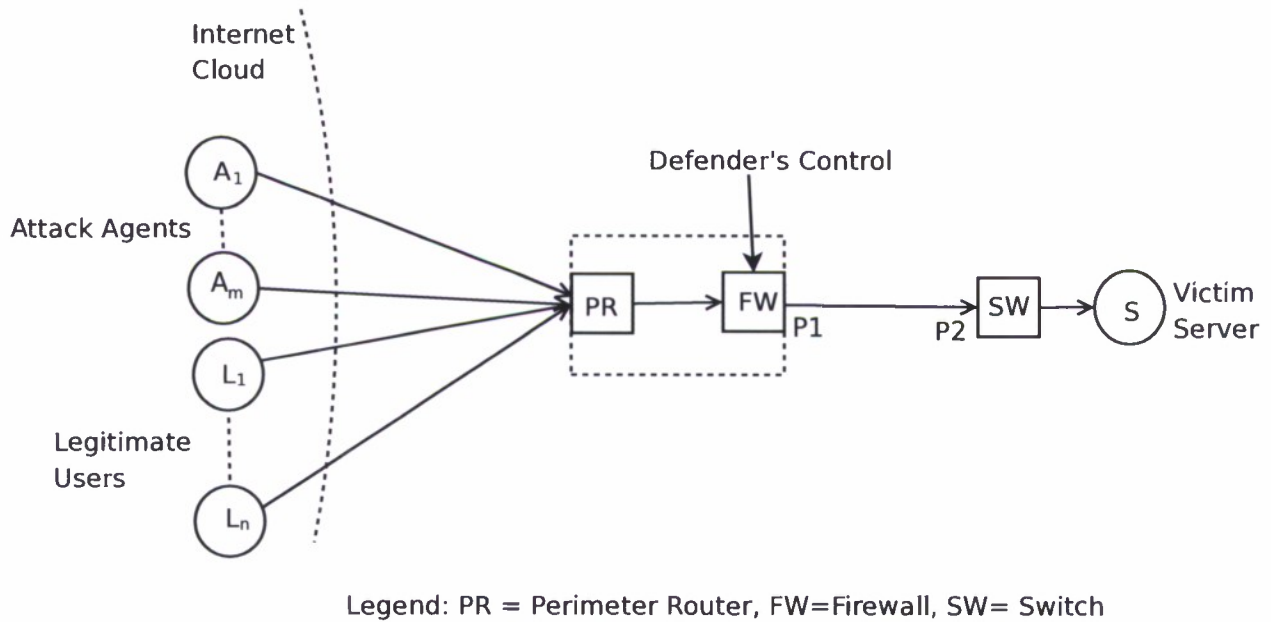 Internet
Cloud
A1
Attack Agents
Am
L1
Legitimate
Users
Ln
Defender's Control
PR
FW
P1
P2
SW
S
Victim
Server
Legend: PR = Perimeter Router, FW=Firewall, SW= Switch